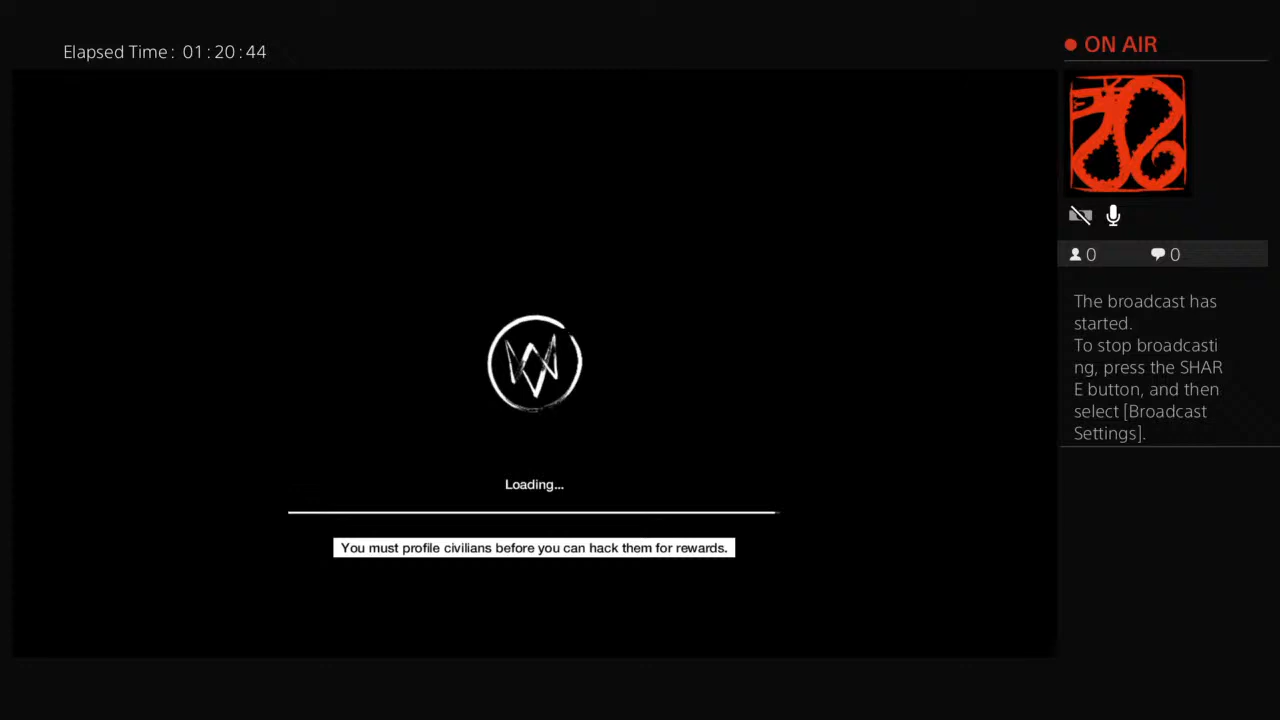 Elapsed Time: 01:20:44
ON AIR
0
0
The broadcast has
started.
To stop broadcasti
ng, press the SHAR
E button, and then
select [Broadcast
Settings].
Loading...
You must profile civilians before you can hack them for rewards.